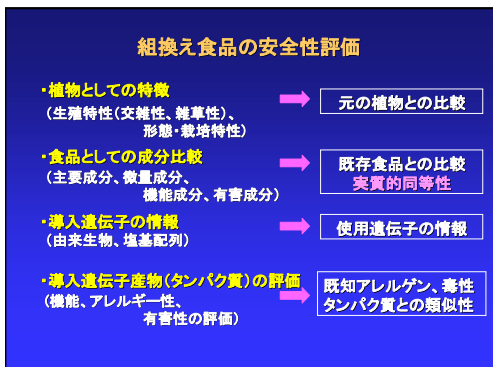 組換え食品の安全性評価
・植物としての特徴
(生殖特性(交雑性、雑草性)、
形態・栽培特性)
元の植物との比較
・食品としての成分比較
(主要成分、微量成分、
機能成分、有害成分)
既存食品との比較
実質的同等性
・導入遺伝子の情報
(由来生物、塩基配列)
使用遺伝子の情報
・導入遺伝子産物(タンパク質)の評価
(機能、アレルギー性、
有害性の評価)
既知アレルゲン、毒性
タンパク質との類似性